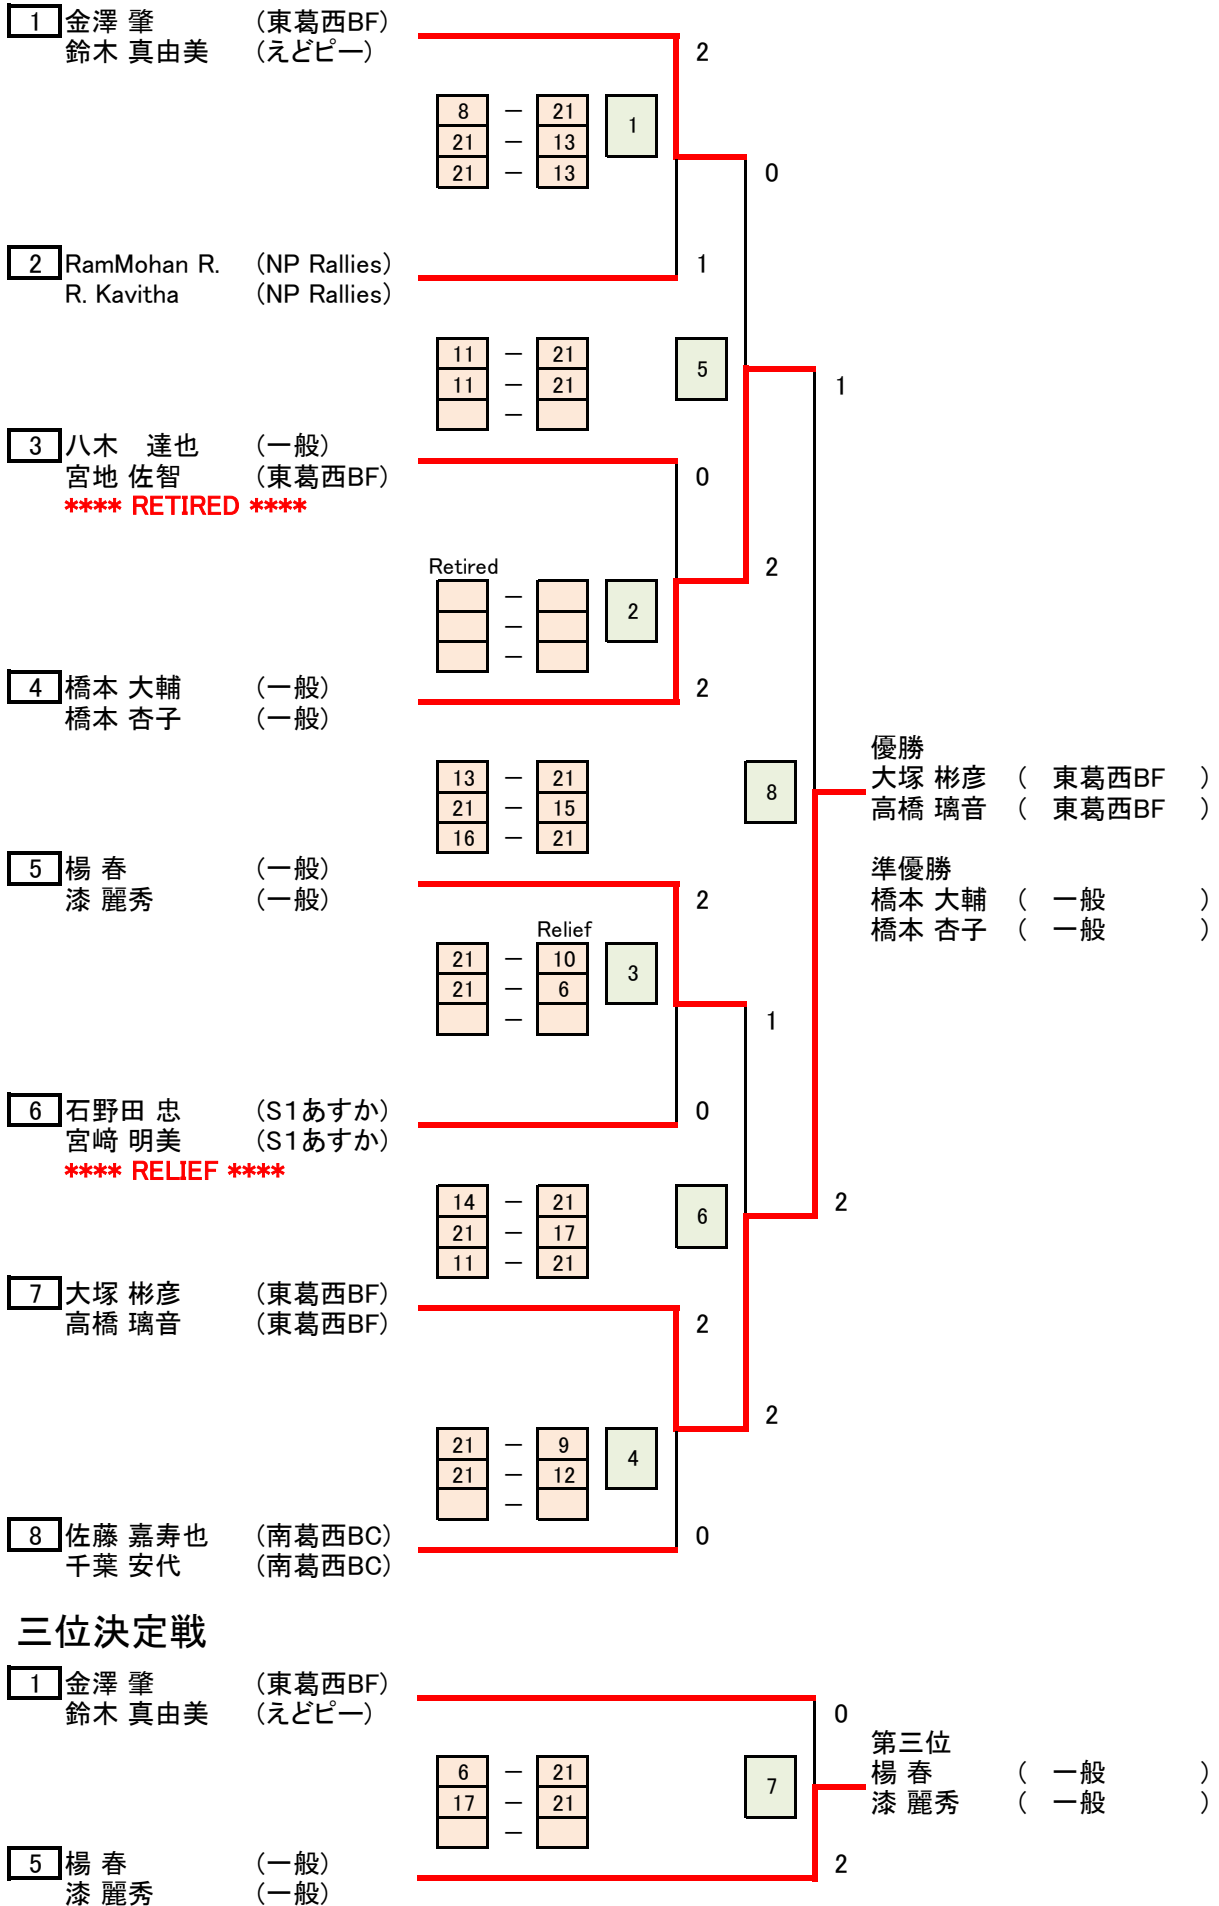 1 金澤 肇 (東葛西BF)
鈴木 真由美 (えどピー)
2
8 － 21
1
21 － 13
21 － 13
0
2 RamMohan R. (NP Rallies)
1
R. Kavitha (NP Rallies)
11 － 21
5
11 － 21
－
1
3 八木　達也 (一般)
宮地 佐智 (東葛西BF)
0
**** RETIRED ****
Retired
2
－
2
－
－
4 橋本 大輔 (一般)
2
橋本 杏子 (一般)
優勝
13 － 21
8
大塚 彬彦 ( 東葛西BF )
21 － 15
高橋 璃音 ( 東葛西BF )
16 － 21
5 楊 春 (一般)
準優勝
漆 麗秀 (一般)
2
橋本 大輔 ( 一般 )
橋本 杏子 ( 一般 )
Relief
21 － 10
3
21 － 6
－
1
6 石野田 忠 (S1あすか)
0
宮﨑 明美 (S1あすか)
**** RELIEF ****
14 － 21
6
2
21 － 17
11 － 21
7 大塚 彬彦 (東葛西BF)
高橋 璃音 (東葛西BF)
2
2
21 － 9
4
21 － 12
－
8 佐藤 嘉寿也 (南葛西BC)
0
千葉 安代 (南葛西BC)
三位決定戦
1 金澤 肇 (東葛西BF)
鈴木 真由美 (えどピー)
0
第三位
6 － 21
7
楊 春 ( 一般 )
17 － 21
漆 麗秀 ( 一般 )
－
5 楊 春 (一般)
2
漆 麗秀 (一般)